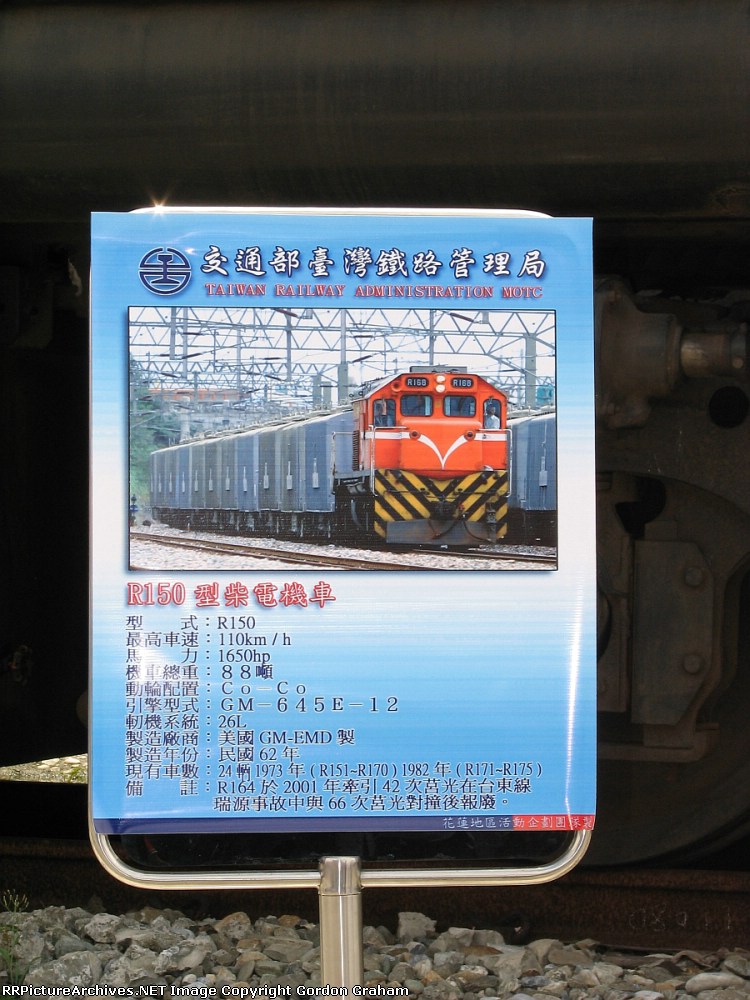 交通部臺灣鐵路管理局
TAIWAN RAILWAY ADMINISTRATION MOTC
R168 R168
R150 型柴電機車
型　　式：R150
最高車速：110km / h
馬　　力：1650hp
機車總重：８８噸
動輪配置：Ｃｏ－Ｃｏ
引擎型式：ＧＭ－６４５Ｅ－１２
軔機系統：26L
製造廠商：美國 GM-EMD 製
製造年份：民國 62 年
現有車數：24 輛 1973 年 ( R151~R170 ) 1982 年 ( R171~R175 )
備　　註：R164 於 2001 年牽引 42 次莒光在台東線
瑞源事故中與 66 次莒光對撞後報廢。
花蓮地區活動企劃團隊製
RRPictureArchives.NET Image Copyright Gordon Graham